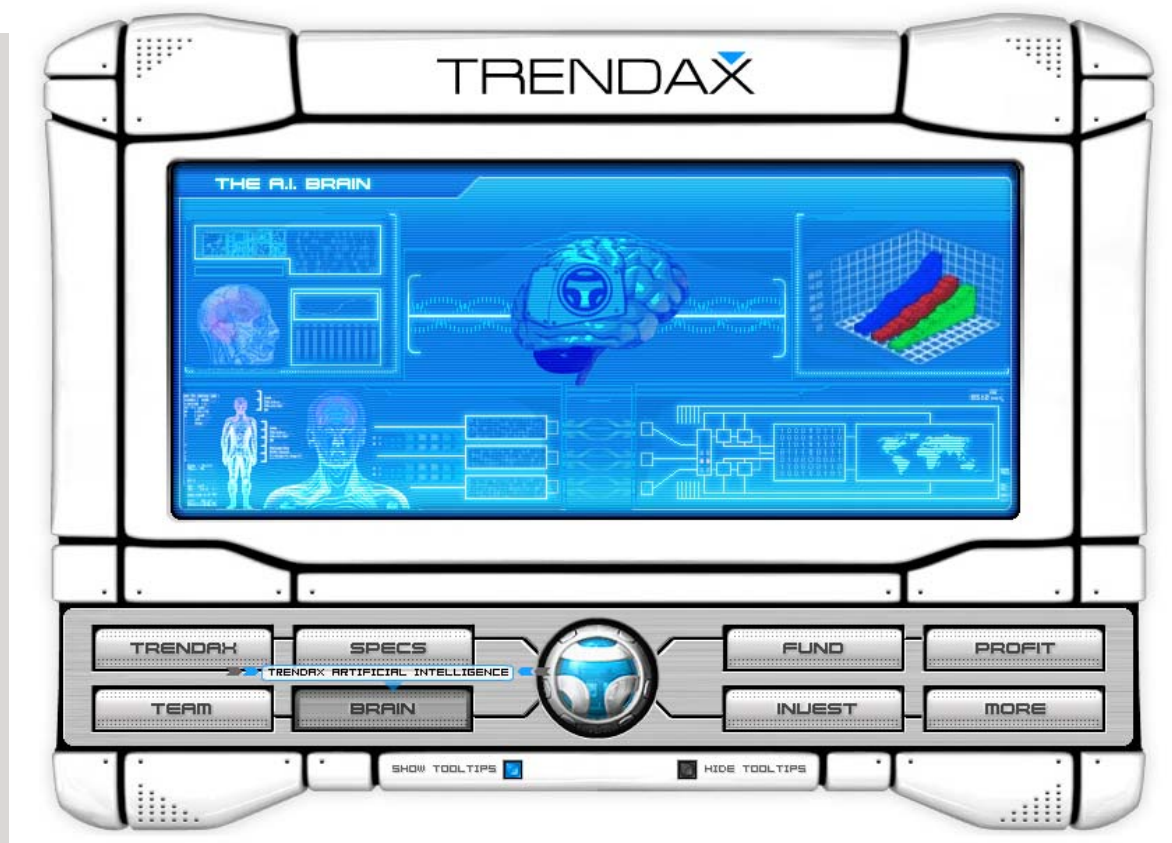 TRENDAX
THE A.I. BRAIN
TRENDAX
SPECS
FUND
PROFIT
TRENDAX ARTIFICIAL INTELLIGENCE
TEAM
BRAIN
INVEST
MORE
SHOW TOOLTIPS
HIDE TOOLTIPS